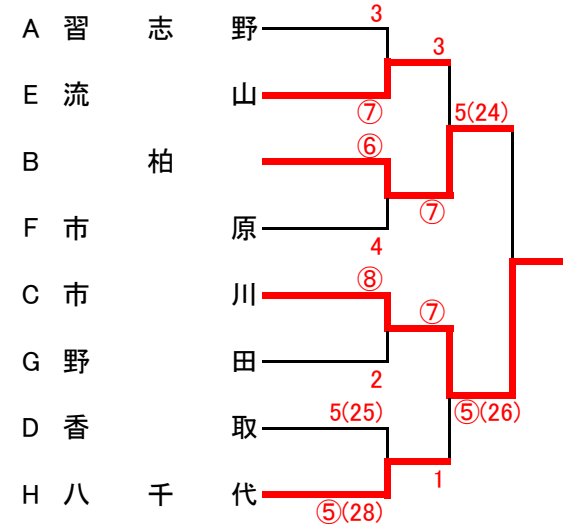 3
A 習 志 野
3
E 流 山
5(24)
⑦
⑥
B 柏
⑦
F 市 原
4
⑧
C 市 川
⑦
G 野 田
2
5(25)
⑤(26)
D 香 取
1
H 八 千 代
⑤(28)